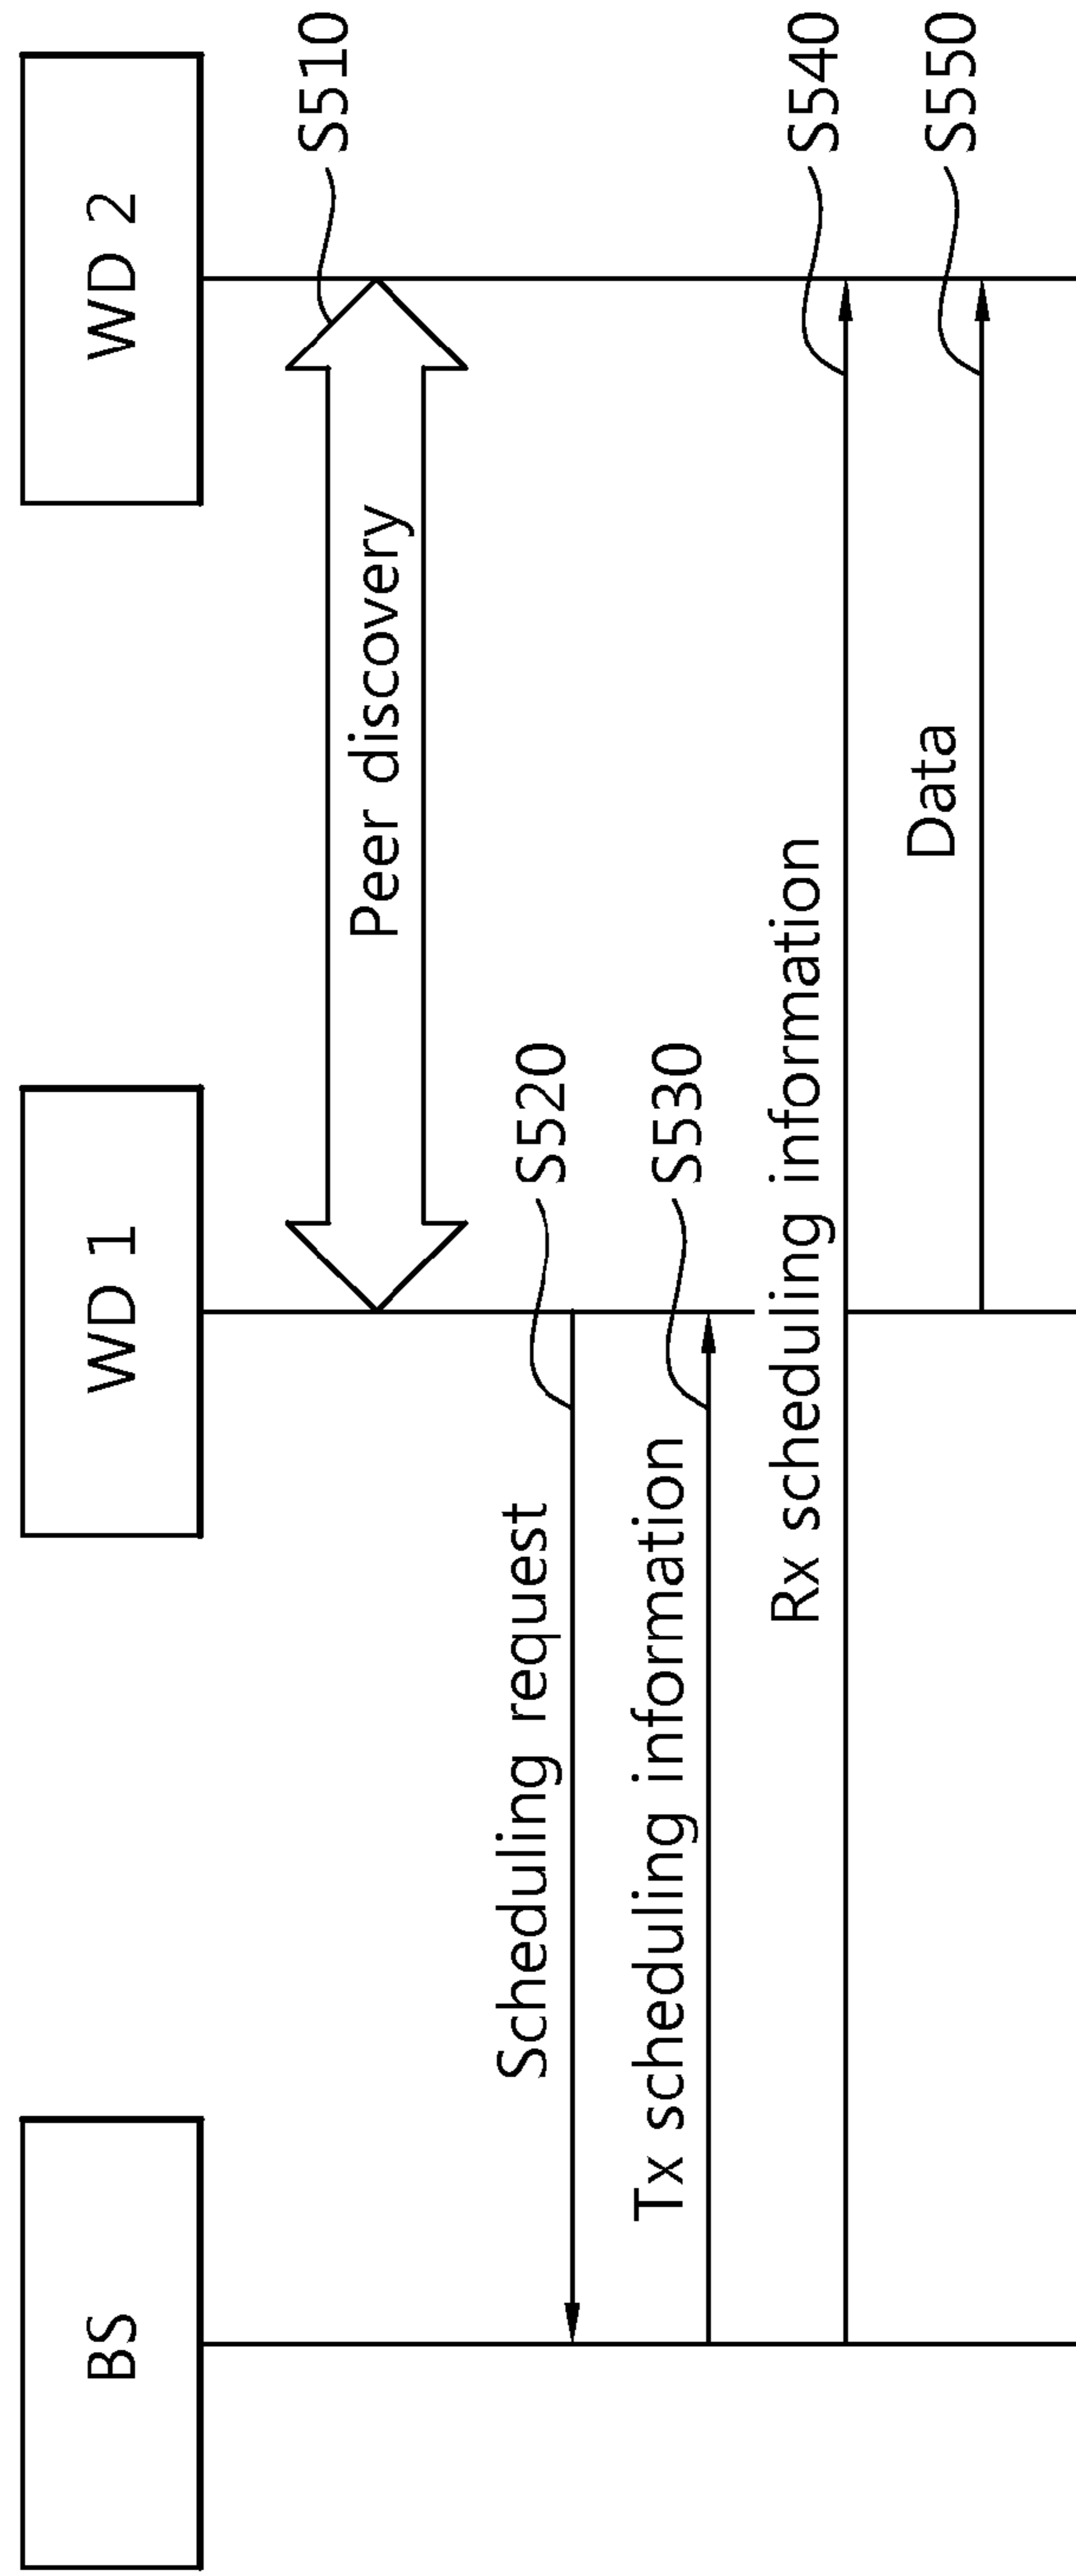 BS
WD 1
WD 2
Peer discovery
S510
Scheduling request
S520
Tx scheduling information
S530
Rx scheduling information
S540
Data
S550